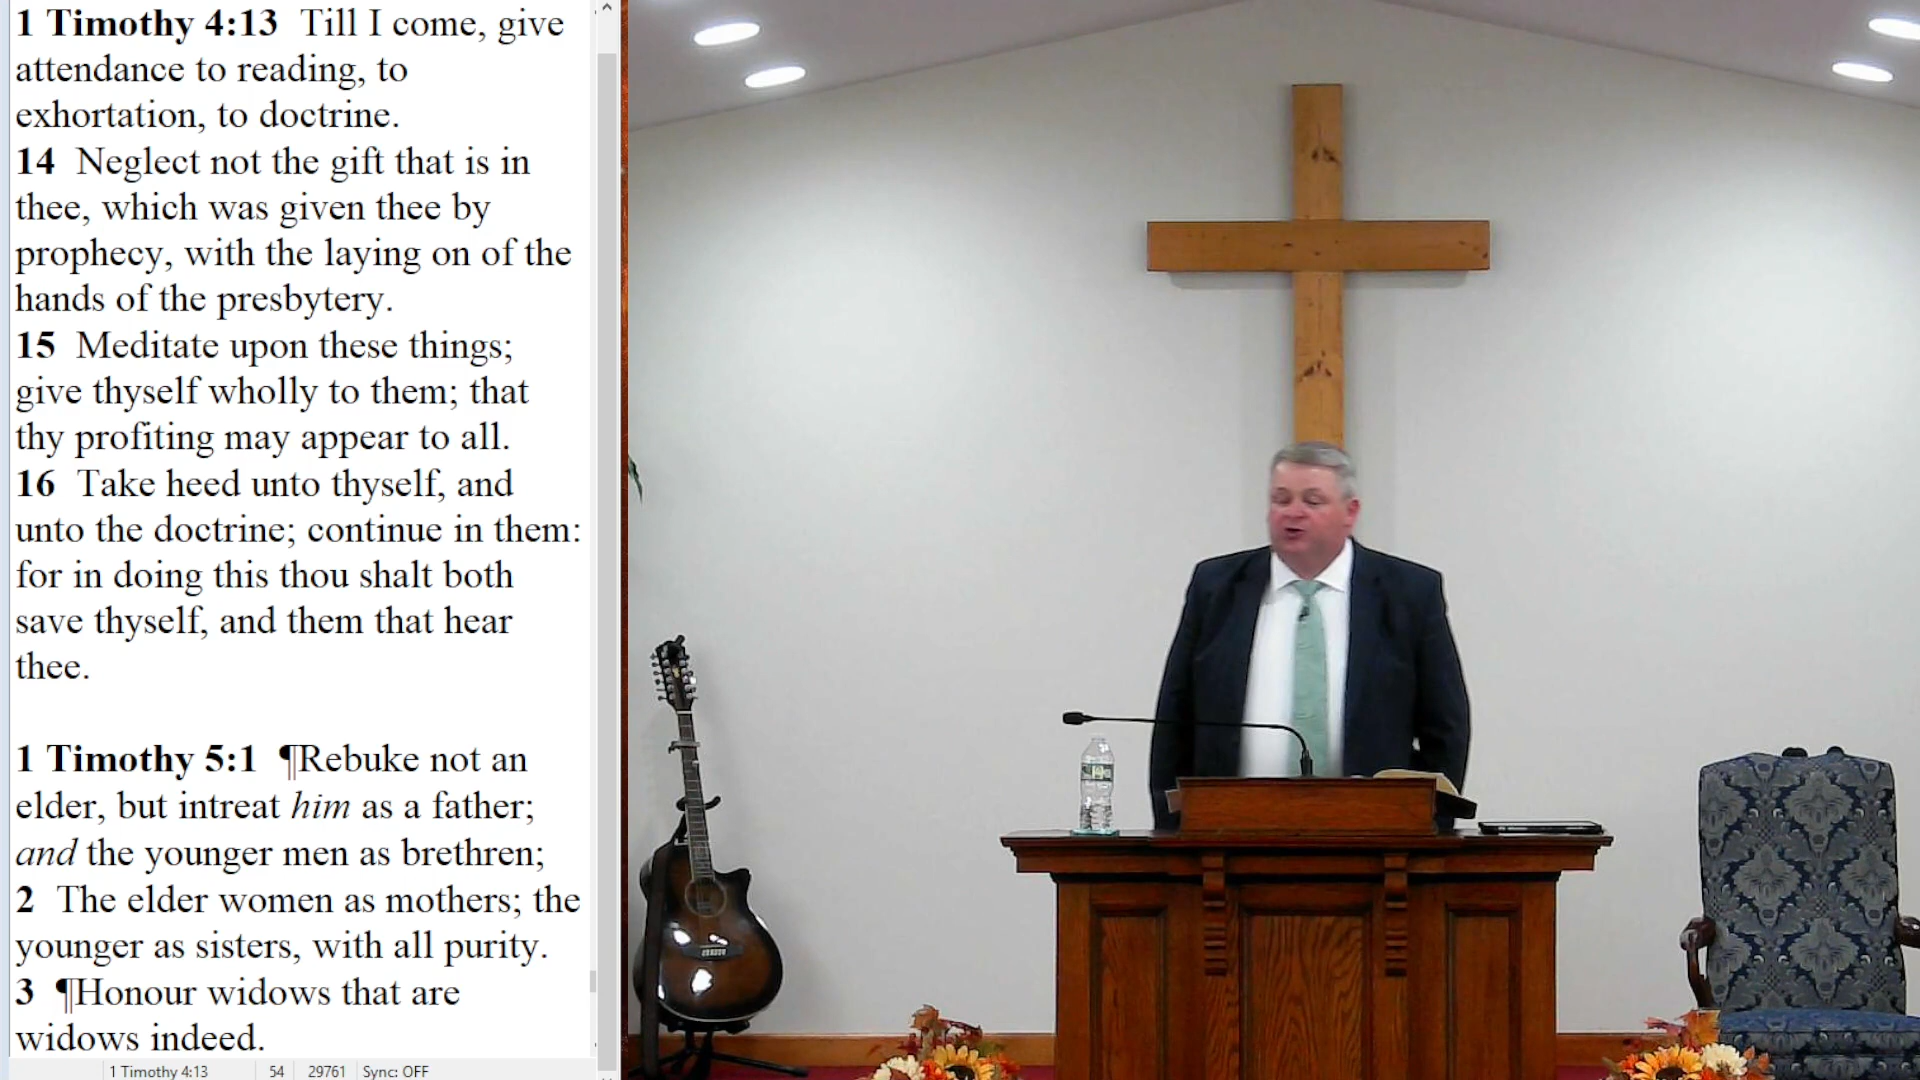 1 Timothy 4:13 Till I come, give
attendance to reading, to
exhortation, to doctrine.
14 Neglect not the gift that is in
thee, which was given thee by
prophecy, with the laying on of the
hands of the presbytery.
15 Meditate upon these things;
give thyself wholly to them; that
thy profiting may appear to all.
16 Take heed unto thyself, and
unto the doctrine; continue in them:
for in doing this thou shalt both
save thyself, and them that hear
thee.
1 Timothy 5:1 ¶Rebuke not an
elder, but intreat him as a father;
and the younger men as brethren;
2 The elder women as mothers; the
younger as sisters, with all purity.
3 ¶Honour widows that are
widows indeed.
1 Timothy 4:13 54 29761 Sync: OFF